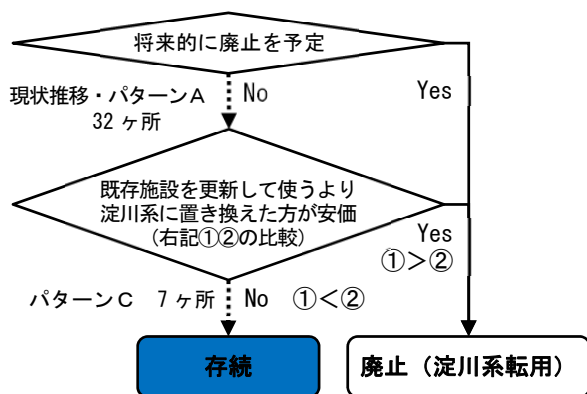 将来的に廃止を予定
現状推移・パターンA
32 ヶ所
No
Yes
既存施設を更新して使うより
淀川系に置き換えた方が安価
(右記①②の比較)
Yes
①>②
パターンC 7ヶ所 No ①<②
存続
廃止（淀川系転用）